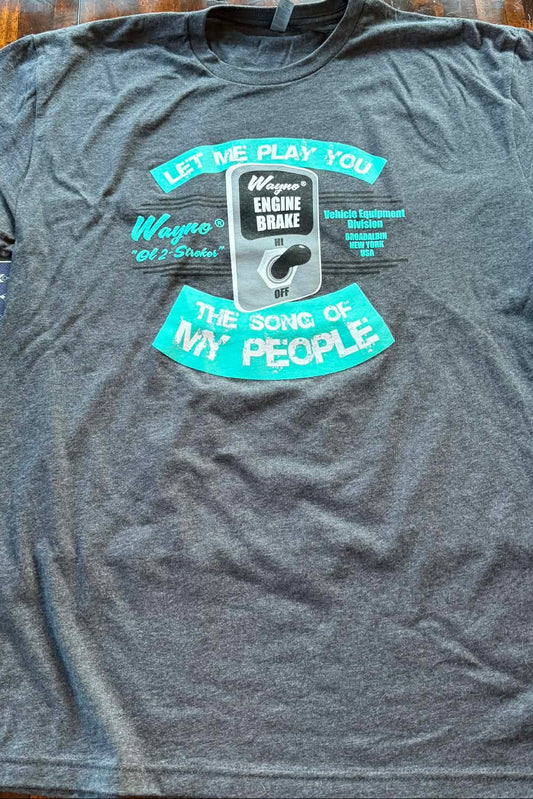 LET ME PLAY YOU
Wayno®
ENGINE
BRAKE
HI
OFF
Wayno®
"Ol 2-Stroker"
Vehicle Equipment
Division
BROADALBIN
NEW YORK
USA
THE SONG OF
MY PEOPLE